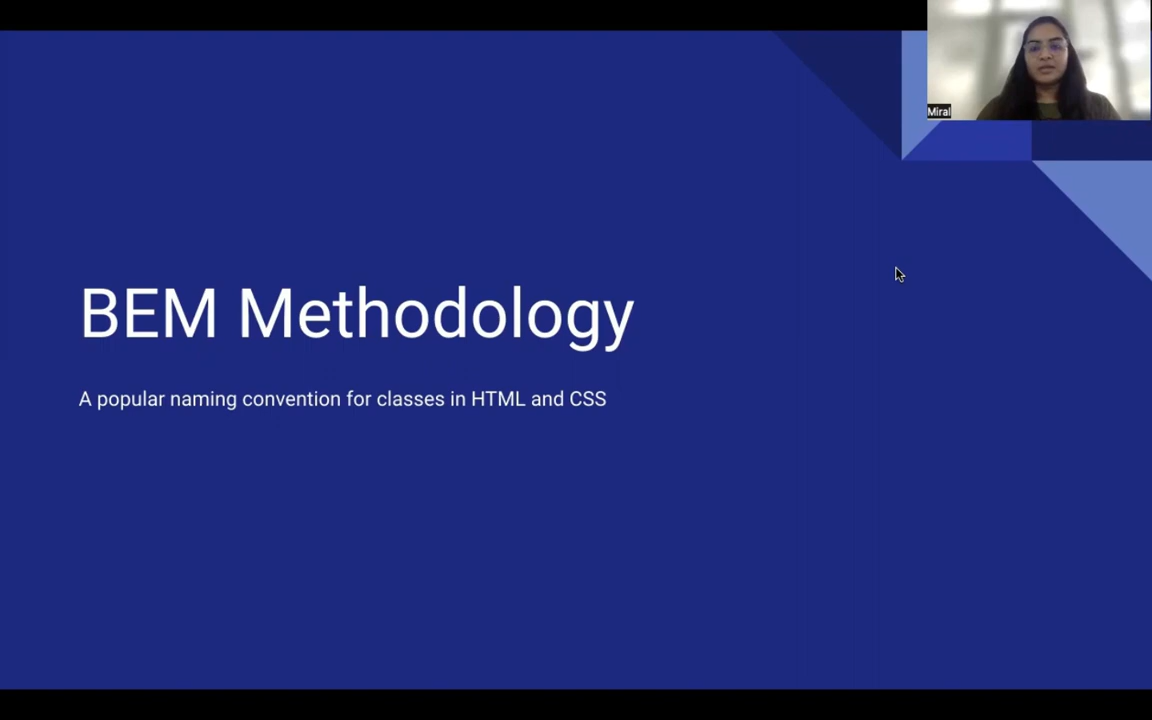 Miral
BEM Methodology
A popular naming convention for classes in HTML and CSS